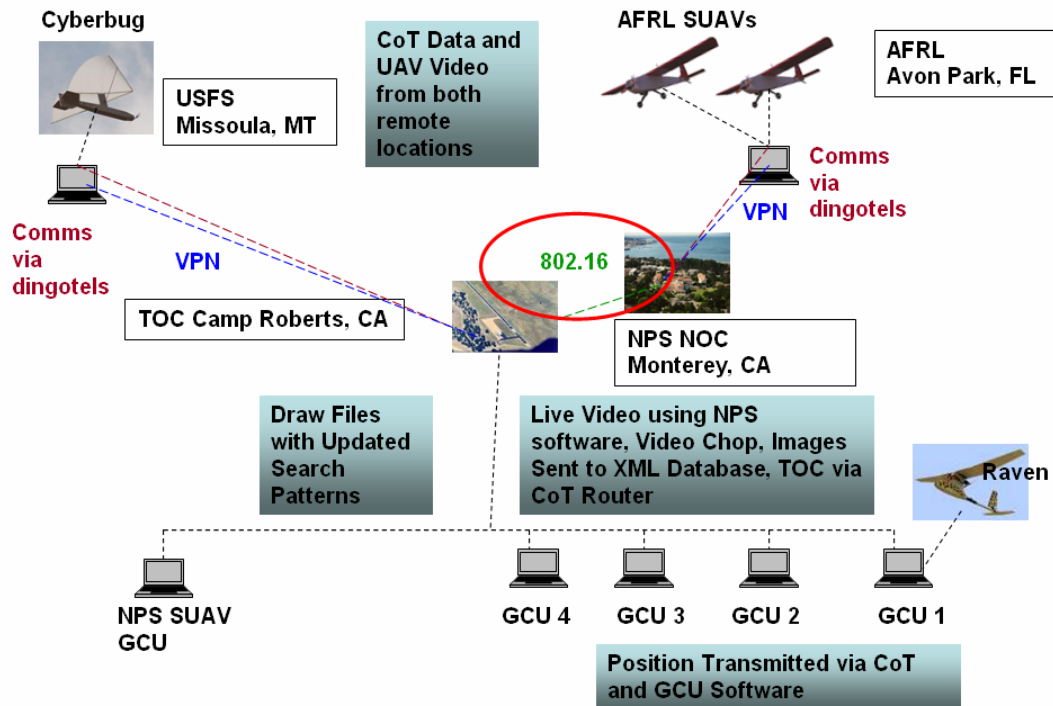 Cyberbug
USFS
Missoula, MT
CoT Data and
UAV Video
from both
remote
locations
AFRL SUAVs
AFRL
Avon Park, FL
Comms
via
dingotels
VPN
Comms
via
dingotels
VPN
802.16
TOC Camp Roberts, CA
NPS NOC
Monterey, CA
Draw Files
with Updated
Search
Patterns
Live Video using NPS
software, Video Chop, Images
Sent to XML Database, TOC via
CoT Router
Raven
NPS SUAV
GCU
GCU 4
GCU 3
GCU 2
GCU 1
Position Transmitted via CoT
and GCU Software